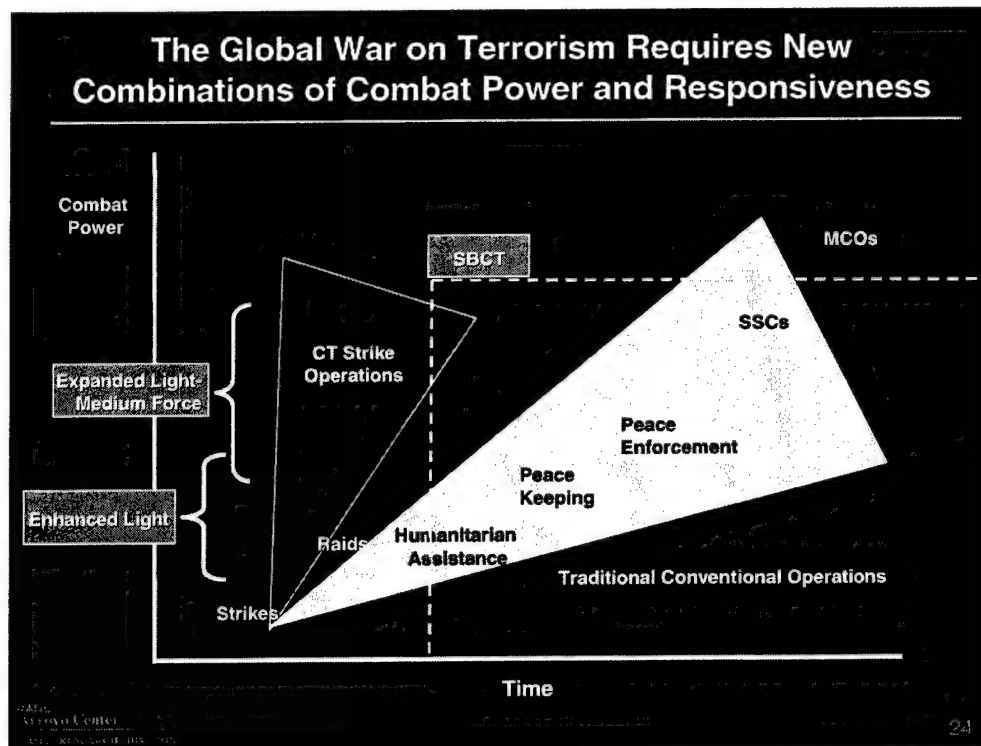 The Global War on Terrorism Requires New
Combinations of Combat Power and Responsiveness
Combat
Power
SBCT
MCOs
SSCs
CT Strike
Operations
Expanded Light-
Medium Force
Peace
Enforcement
Peace
Keeping
Enhanced Light
Raids
Humanitarian
Assistance
Traditional Conventional Operations
Strikes
Time
Arroyo Center
24